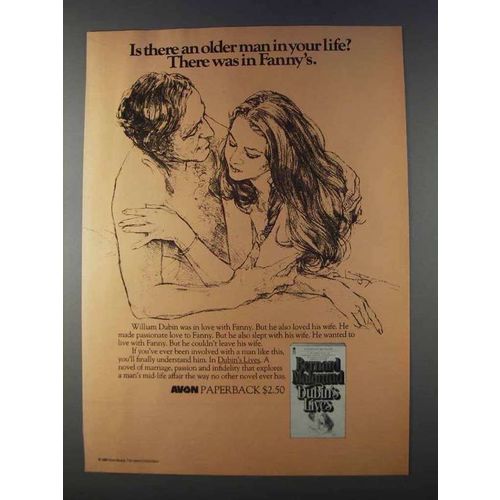 Is there an older man in your life?
There was in Fanny's.
William Dubin was in love with Fanny. But he also loved his wife. He
made passionate love to Fanny. But he also slept with his wife. He wanted to
live with Fanny. But he couldn't leave his wife.
If you've ever been involved with a man like this,
you'll finally understand him. In Dubin's Lives. A
novel of marriage, passion and infidelity that explores
a man's mid-life affair the way no other novel ever has.
AVON PAPERBACK $2.50
Bernard
Malamud
Dubin's
Lives